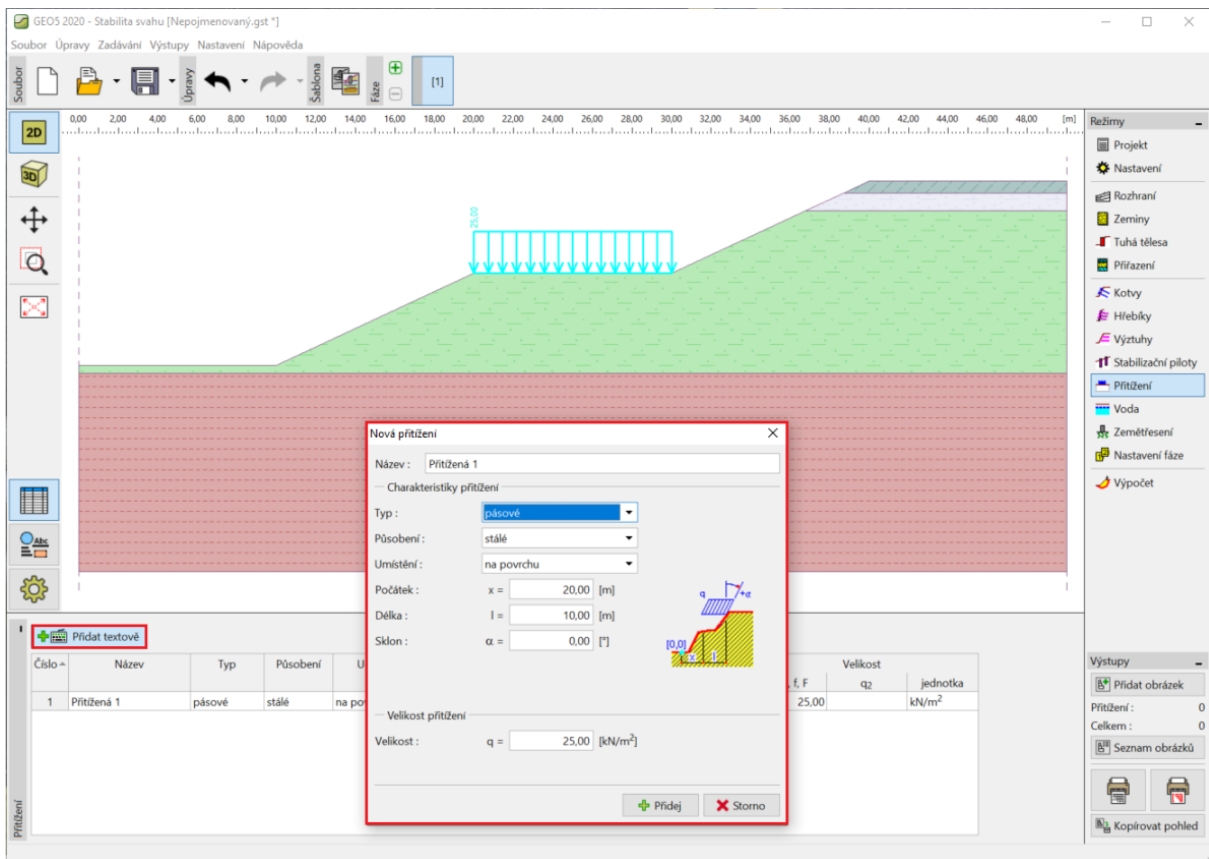 GEO5 2020 - Stabilita svahu [Nepojmenovaný.gst *]
Soubor Úpravy Zadávání Výstupy Nastavení Nápověda
Soubor
Úpravy
Šablona
Fáze
[1]
2D
3D
0,00 2,00 4,00 6,00 8,00 10,00 12,00 14,00 16,00 18,00 20,00 22,00 24,00 26,00 28,00 30,00 32,00 34,00 36,00 38,00 40,00 42,00 44,00 46,00 48,00 [m]
25,00
Režimy
Projekt
Nastavení
Rozhraní
Zeminy
Tuhá tělesa
Přiřazení
Kotvy
Hřebíky
Výztuhy
Stabilizační piloty
Přitížení
Voda
Zemětřesení
Nastavení fáze
Výpočet
Nová přitížení
Název : Přitížená 1
Charakteristiky přitížení
Typ : pásové
Působení : stálé
Umístění : na povrchu
Počátek : x = 20,00 [m]
Délka : l = 10,00 [m]
Sklon : α = 0,00 [°]
q +α
[0,0]
x l
Velikost přitížení
Velikost : q = 25,00 [kN/m²]
Přidej Storno
Abc
Přidat textově
Číslo Název Typ Působení U Velikost
, f, F q2 jednotka
1 Přitížená 1 pásové stálé na po 25,00 kN/m²
Přitížení
Výstupy
Přidat obrázek
Přitížení : 0
Celkem : 0
Seznam obrázků
Kopírovat pohled